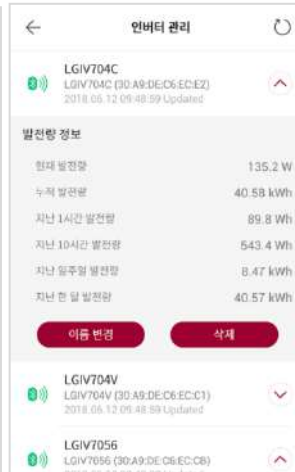 인버터 관리
LGIV704C
LGIV704C (30:A9:DE:C6:EC:E2)
2018.06.12 09:48:59 Updated
발전량 정보
현재 발전량 135.2 W
누적 발전량 40.58 kWh
지난 1시간 발전량 89.8 Wh
지난 10시간 발전량 543.4 Wh
지난 일주일 발전량 8.47 kWh
지난 한 달 발전량 40.57 kWh
이름 변경 삭제
LGIV704V
LGIV704V (30:A9:DE:C6:EC:C1)
2018.06.12 09:48:59 Updated
LGIV7056
LGIV7056 (30:A9:DE:C6:EC:CB)